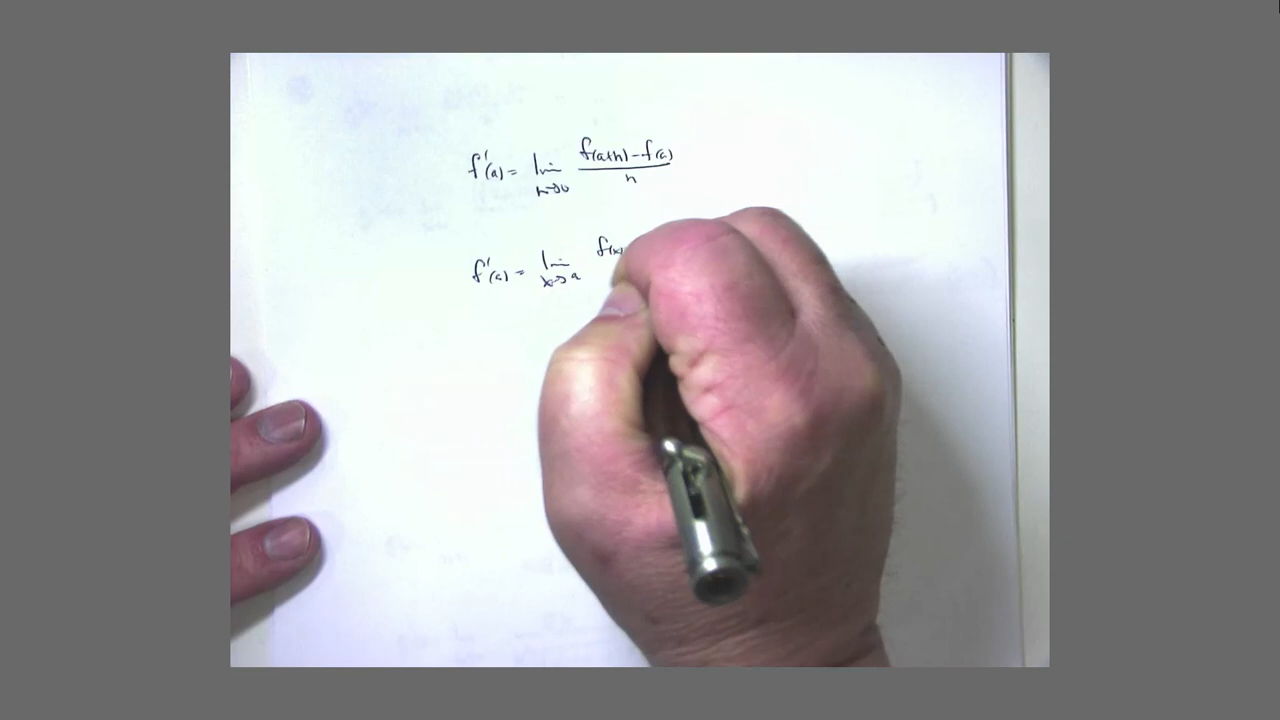 f'(a) = lim h→0 f(a+h) - f(a) / h
f'(a) = lim x→a f(x)